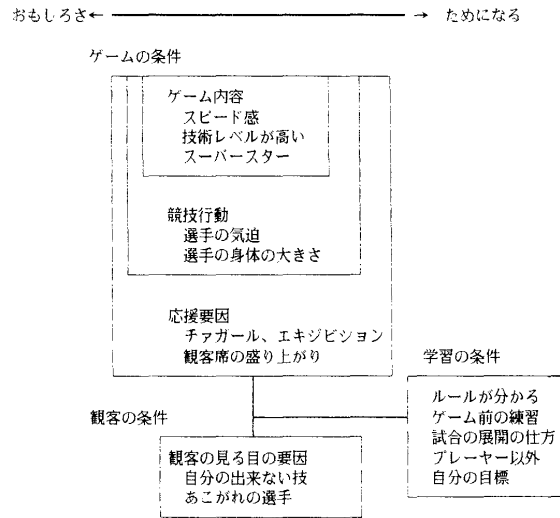 おもしろさ ←→ ためになる
ゲームの条件
ゲーム内容
スピード感
技術レベルが高い
スーパースター
競技行動
選手の気迫
選手の身体の大きさ
応援要因
チァガール、エキジビション
観客席の盛り上がり
学習の条件
ルールが分かる
ゲーム前の練習
試合の展開の仕方
プレーヤー以外
自分の目標
観客の条件
観客の見る目の要因
自分の出来ない技
あこがれの選手